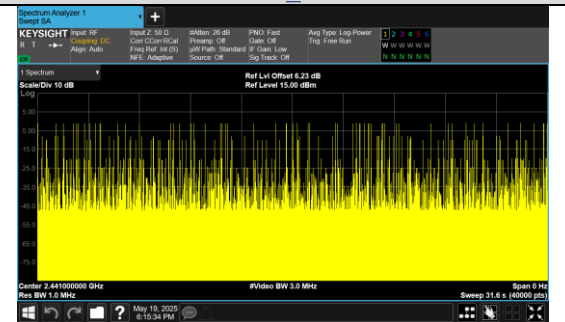 Spectrum Analyzer 1
Swept SA
KEYSIGHT
R T
Input: RF
Coupling: DC
Align: Auto
Input Z: 50 Ω
Corr CCorr RCal
Freq Ref: Int (S)
NFE: Adaptive
#Atten: 26 dB
Preamp: Off
µW Path: Standard
Source: Off
PNO: Fast
Gate: Off
IF Gain: Low
Sig Track: Off
Avg Type: Log-Power
Trig: Free Run
1 2 3 4 5 6
W W W W W W
N N N N N N
1 Spectrum
Scale/Div 10 dB
Ref Lvl Offset 6.23 dB
Ref Level 15.00 dBm
Log
5.00
-5.00
-15.0
-25.0
-35.0
-45.0
-55.0
-65.0
-75.0
Center 2.441000000 GHz
#Video BW 3.0 MHz
Span 0 Hz
Res BW 1.0 MHz
Sweep 31.6 s (40000 pts)
May 19, 2025
6:15:34 PM